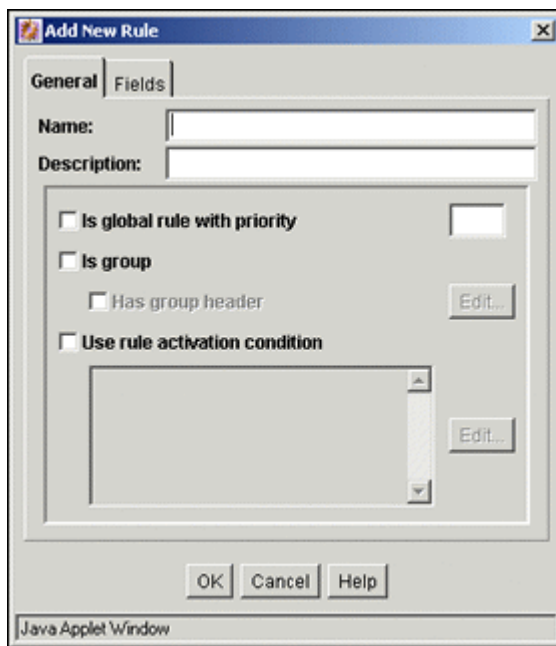 Add New Rule
General Fields
Name:
Description:
Is global rule with priority
Is group
Has group header Edit...
Use rule activation condition
Edit...
OK Cancel Help
Java Applet Window